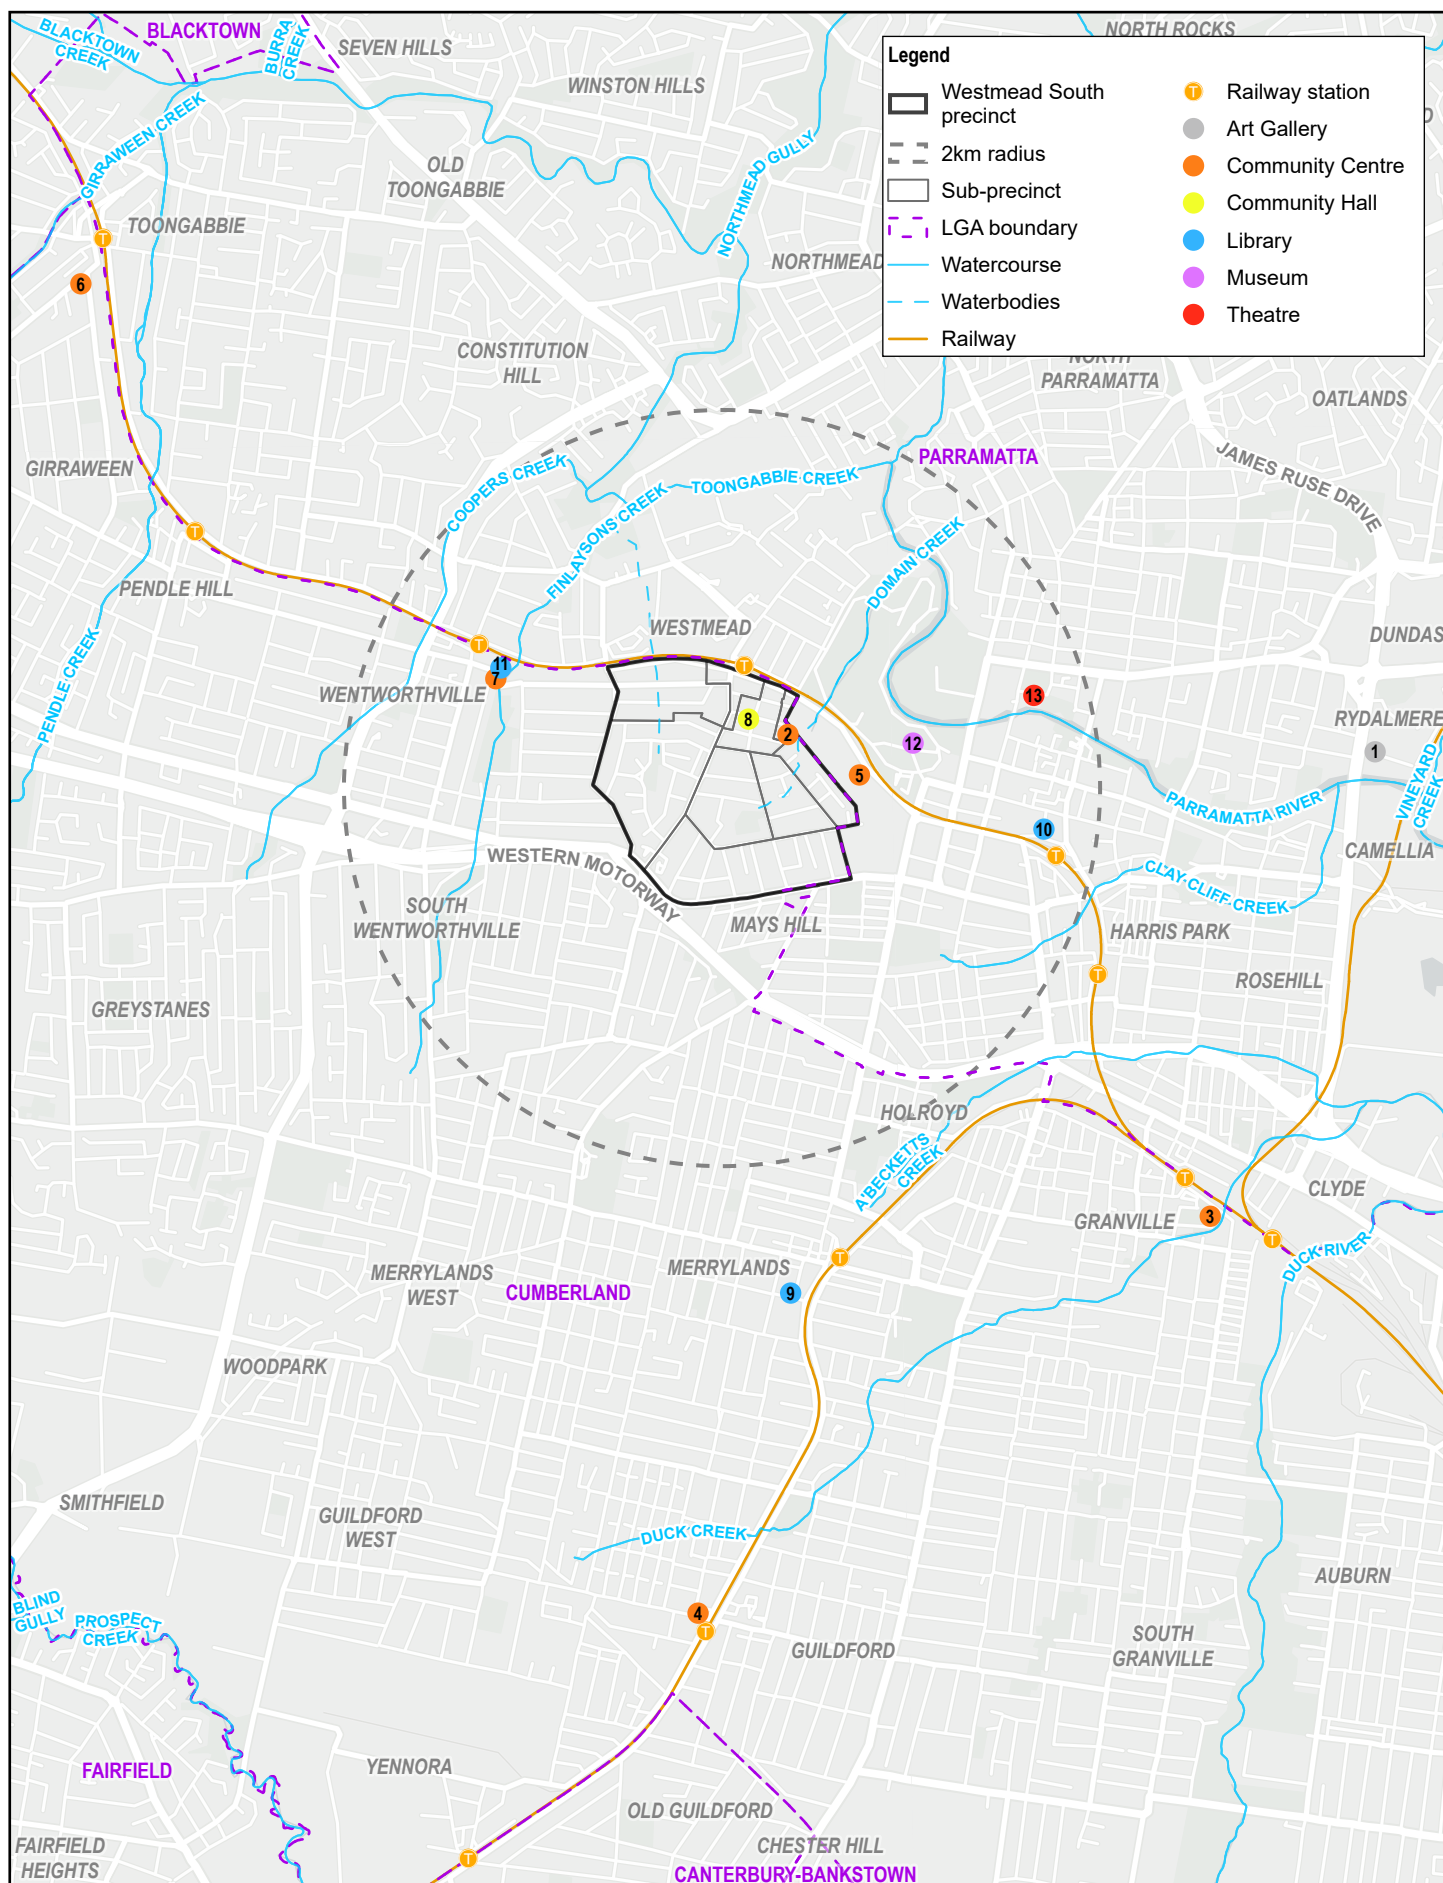 BLACKTOWN
BLACKTOWN
CREEK
BURRA
CREEK
SEVEN HILLS
NORTH ROCKS
WINSTON HILLS
GIRRAWEEN CREEK
OLD
TOONGABBIE
NORTHMEAD GULLY
TOONGABBIE
NORTHMEAD
Legend
Westmead South
precinct
2km radius
Sub-precinct
LGA boundary
Watercourse
Waterbodies
Railway
T Railway station
Art Gallery
Community Centre
Community Hall
Library
Museum
Theatre
T
6
CONSTITUTION
HILL
NORTH
PARRAMATTA
OATLANDS
GIRRAWEEN
COOPERS CREEK
PARRAMATTA
JAMES RUSE DRIVE
TOONGABBIE CREEK
FINLAYSONS CREEK
T
DOMAIN CREEK
PENDLE HILL
WESTMEAD
DUNDAS
PENDLE CREEK
T
11
7
WENTWORTHVILLE
T
8
2
5
12
13
RYDALMERE
1
VINEYARD
CREEK
PARRAMATTA RIVER
10
T
CAMELLIA
WESTERN MOTORWAY
CLAY CLIFF CREEK
SOUTH
WENTWORTHVILLE
MAYS HILL
HARRIS PARK
T
ROSEHILL
GREYSTANES
HOLROYD
A'BECKETTS
CREEK
T
CLYDE
3
GRANVILLE
T
DUCK RIVER
MERRYLANDS
WEST
CUMBERLAND
MERRYLANDS
T
9
WOODPARK
SMITHFIELD
GUILDFORD
WEST
DUCK CREEK
AUBURN
BLIND
GULLY
PROSPECT
CREEK
4
T
GUILDFORD
SOUTH
GRANVILLE
FAIRFIELD
YENNORA
OLD GUILDFORD
FAIRFIELD
HEIGHTS
T
CHESTER HILL
CANTERBURY-BANKSTOWN